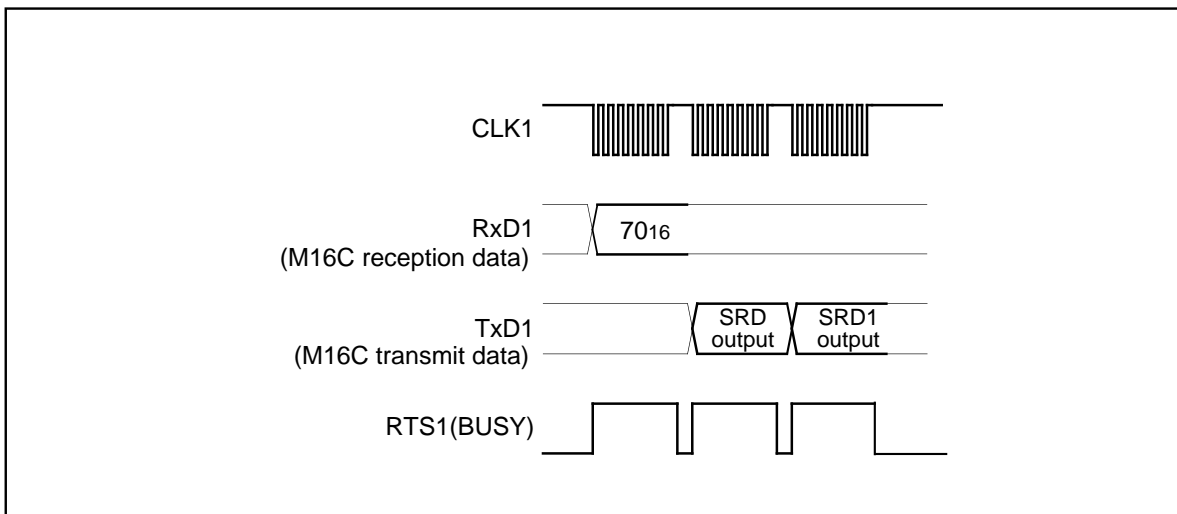 CLK1
RxD1
(M16C reception data)
7016
TxD1
(M16C transmit data)
SRD
output
SRD1
output
RTS1(BUSY)